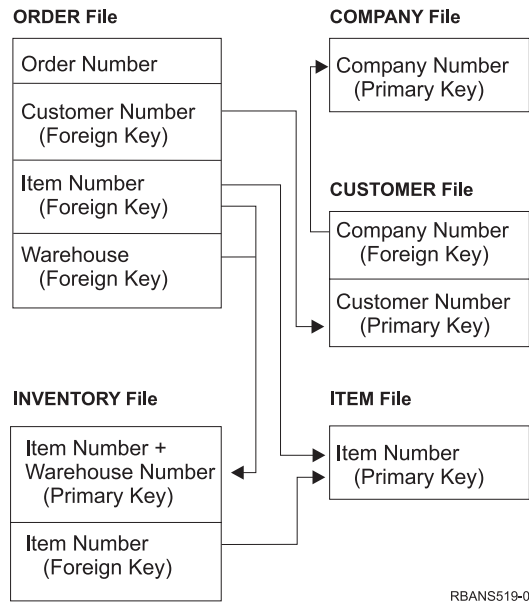 ORDER File
Order Number
Customer Number
(Foreign Key)
Item Number
(Foreign Key)
Warehouse
(Foreign Key)
COMPANY File
Company Number
(Primary Key)
CUSTOMER File
Company Number
(Foreign Key)
Customer Number
(Primary Key)
INVENTORY File
Item Number +
Warehouse Number
(Primary Key)
Item Number
(Foreign Key)
ITEM File
Item Number
(Primary Key)
RBANS519-0